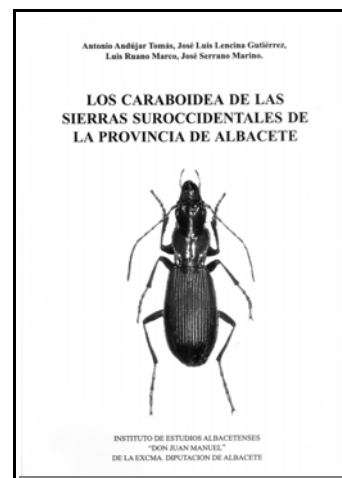 Antonio Andújar Tomás, José Luis Lencina Gutiérrez,
Luis Ruano Marco, José Serrano Marino.
LOS CARABOIDEA DE LAS
SIERRAS SUROCCIDENTALES DE
LA PROVINCIA DE ALBACETE
INSTITUTO DE ESTUDIOS ALBACETENSES
"DON JUAN MANUEL"
DE LA EXCMA. DIPUTACION DE ALBACETE